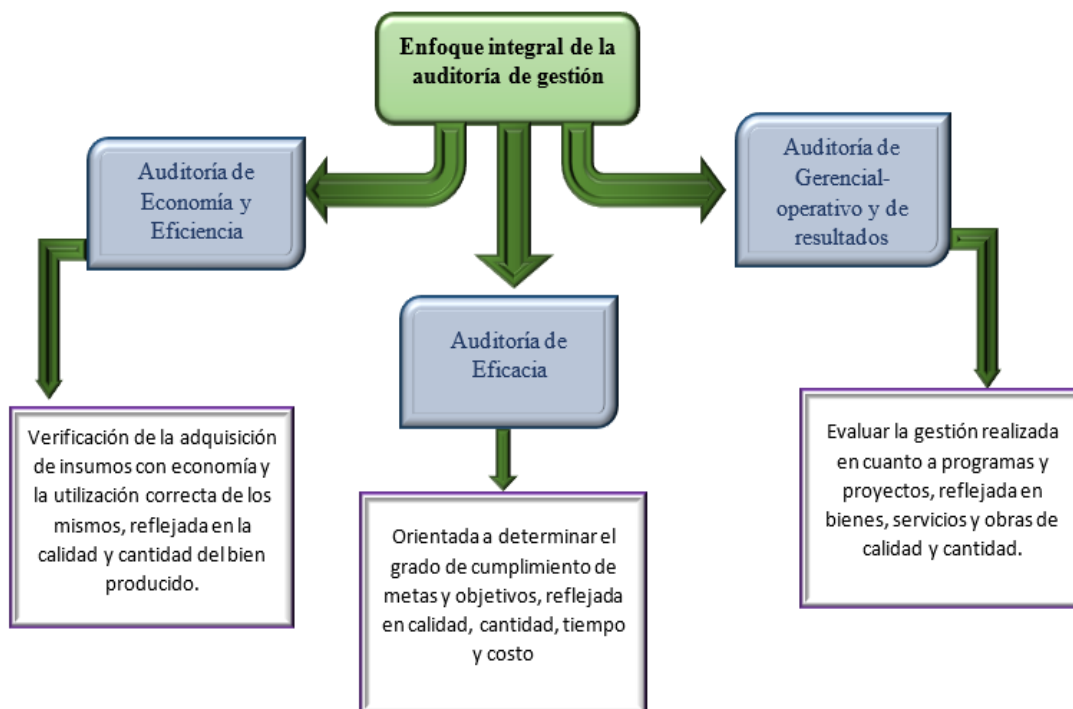 Enfoque integral de la
auditoría de gestión
Auditoría de
Economía y
Eficiencia
Auditoría de
Gerencial-
operativo y de
resultados
Auditoría de
Eficacia
Verificación de la adquisición
de insumos con economía y
la utilización correcta de los
mismos, reflejada en la
calidad y cantidad del bien
producido.
Orientada a determinar el
grado de cumplimiento de
metas y objetivos, reflejada
en calidad, cantidad, tiempo
y costo
Evaluar la gestión realizada
en cuanto a programas y
proyectos, reflejada en
bienes, servicios y obras de
calidad y cantidad.